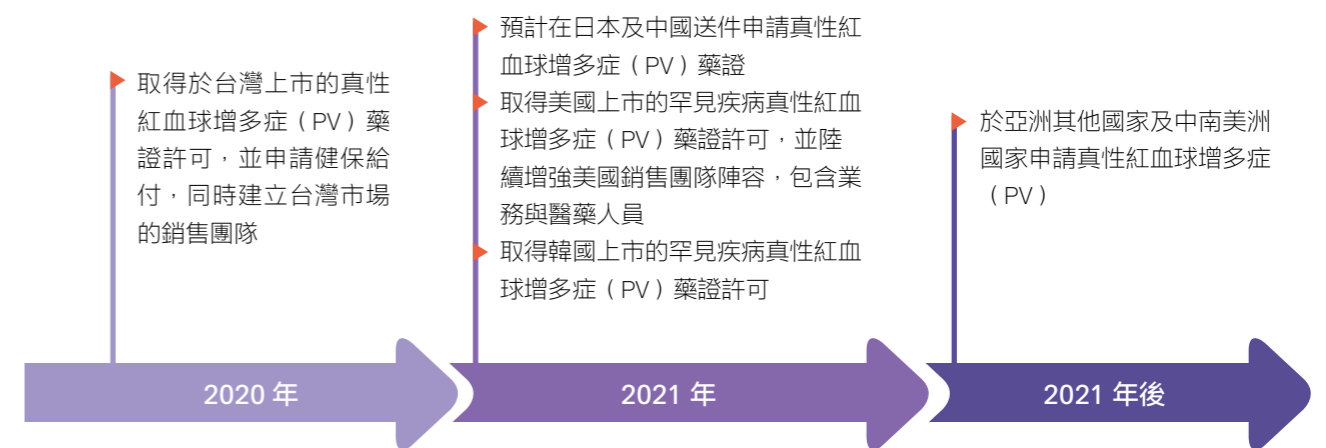 取得於台灣上市的真性
紅血球增多症（PV）藥
證許可，並申請健保給
付，同時建立台灣市場
的銷售團隊
預計在日本及中國送件申請真性紅
血球增多症（PV）藥證
取得美國上市的罕見疾病真性紅血
球增多症（PV）藥證許可，並陸
續增強美國銷售團隊陣容，包含業
務與醫藥人員
取得韓國上市的罕見疾病真性紅血
球增多症（PV）藥證許可
於亞洲其他國家及中南美洲
國家申請真性紅血球增多症
（PV）
2020 年
2021 年
2021 年後